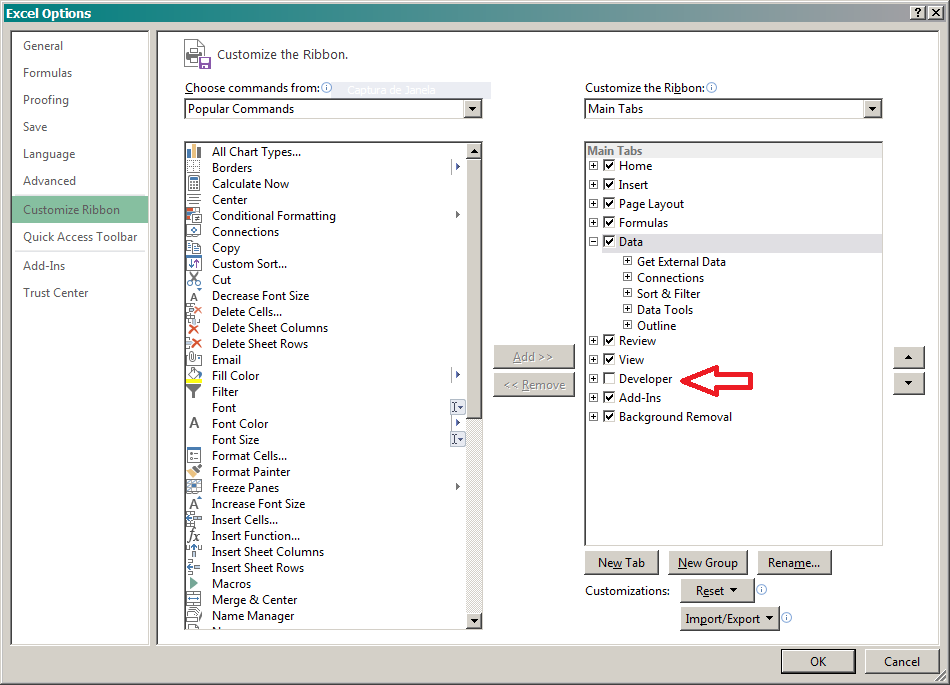 Excel Options
General
Formulas
Proofing
Save
Language
Advanced
Customize Ribbon
Quick Access Toolbar
Add-Ins
Trust Center
Customize the Ribbon.
Choose commands from:
Captura de Janela
Popular Commands
All Chart Types...
Borders
Calculate Now
Center
Conditional Formatting
Connections
Copy
Custom Sort...
Cut
Decrease Font Size
Delete Cells...
Delete Sheet Columns
Delete Sheet Rows
Email
Fill Color
Filter
Font
Font Color
Font Size
Format Cells...
Format Painter
Freeze Panes
Increase Font Size
Insert Cells...
Insert Function...
Insert Sheet Columns
Insert Sheet Rows
Macros
Merge & Center
Name Manager
Add >>
<< Remove
Customize the Ribbon:
Main Tabs
Main Tabs
Home
Insert
Page Layout
Formulas
Data
Get External Data
Connections
Sort & Filter
Data Tools
Outline
Review
View
Developer
Add-Ins
Background Removal
New Tab
New Group
Rename...
Customizations:
Reset
Import/Export
OK
Cancel